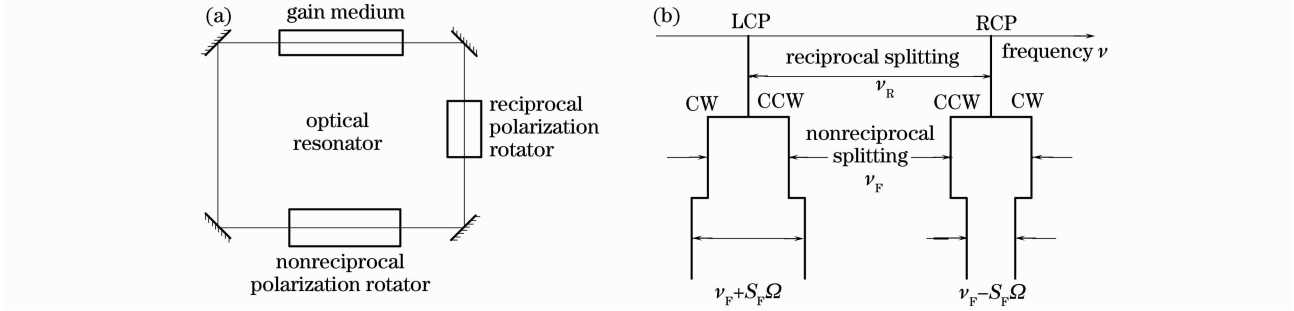 (a)
gain medium
optical
resonator
reciprocal
polarization
rotator
nonreciprocal
polarization rotator
(b)
LCP
RCP
frequency ν
reciprocal splitting
ν_R
CW
CCW
CCW
CW
nonreciprocal
splitting
ν_F
ν_F+S_FΩ
ν_F−S_FΩ